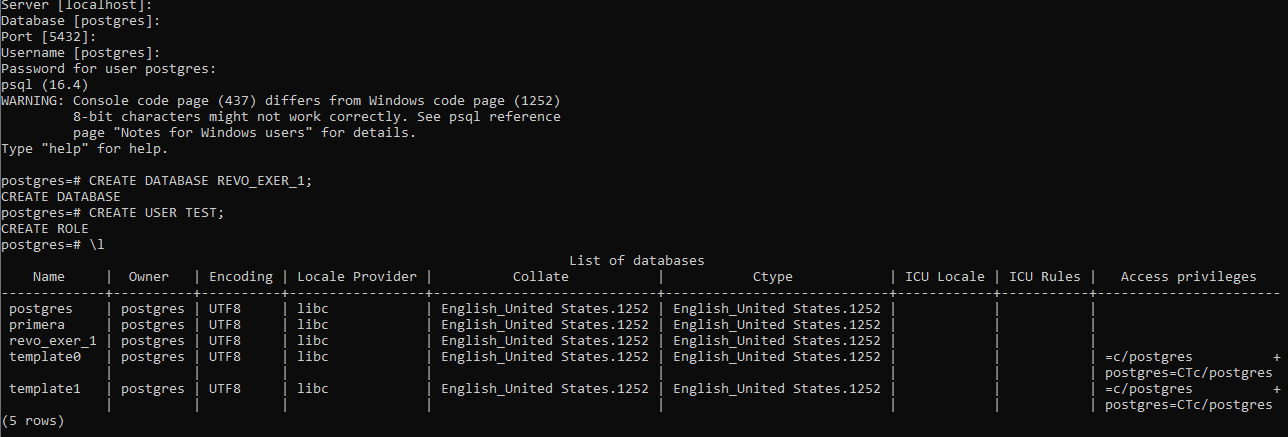 Server [localhost]:
Database [postgres]:
Port [5432]:
Username [postgres]:
Password for user postgres:
psql (16.4)
WARNING: Console code page (437) differs from Windows code page (1252)
         8-bit characters might not work correctly. See psql reference
         page "Notes for Windows users" for details.
Type "help" for help.

postgres=# CREATE DATABASE REVO_EXER_1;
CREATE DATABASE
postgres=# CREATE USER TEST;
CREATE ROLE
postgres=# \l
                                                                       List of databases
    Name     |  Owner   | Encoding | Locale Provider |          Collate           |           Ctype            | ICU Locale | ICU Rules |   Access privileges
-------------+----------+----------+-----------------+----------------------------+----------------------------+------------+-----------+-----------------------
 postgres    | postgres | UTF8     | libc            | English_United States.1252 | English_United States.1252 |            |           |
 primera     | postgres | UTF8     | libc            | English_United States.1252 | English_United States.1252 |            |           |
 revo_exer_1 | postgres | UTF8     | libc            | English_United States.1252 | English_United States.1252 |            |           |
 template0   | postgres | UTF8     | libc            | English_United States.1252 | English_United States.1252 |            |           | =c/postgres          +
             |          |          |                 |                            |                            |            |           | postgres=CTc/postgres
 template1   | postgres | UTF8     | libc            | English_United States.1252 | English_United States.1252 |            |           | =c/postgres          +
             |          |          |                 |                            |                            |            |           | postgres=CTc/postgres
(5 rows)